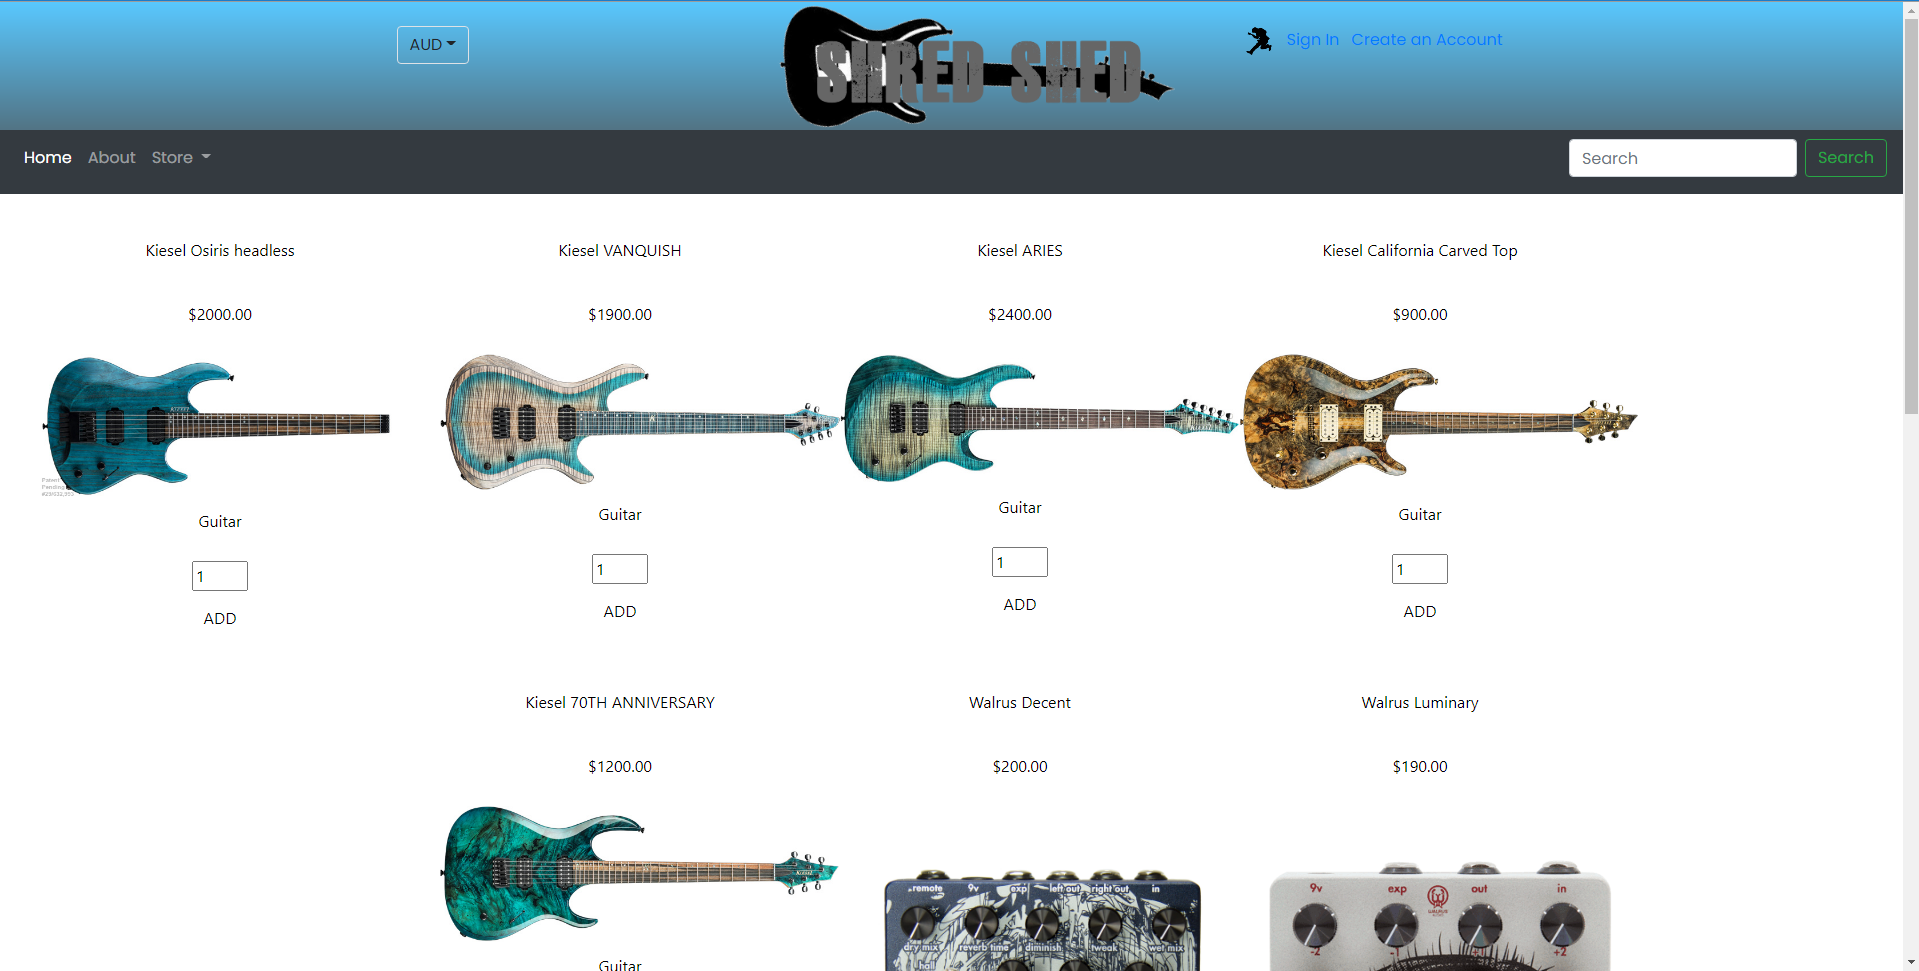 AUD
SHRED SHED
Sign In Create an Account
Home About Store
Search Search
Kiesel Osiris headless
$2000.00
Guitar
1
ADD
Kiesel VANQUISH
$1900.00
Guitar
1
ADD
Kiesel ARIES
$2400.00
Guitar
1
ADD
Kiesel California Carved Top
$900.00
Guitar
1
ADD
Kiesel 70TH ANNIVERSARY
$1200.00
Guitar
Walrus Decent
$200.00
remote 9v exp left out right out in
dry mix reverb time diminish tweak wet mix
hall
Walrus Luminary
$190.00
9v exp out in
WALRUS
-2 -1 +1 +2